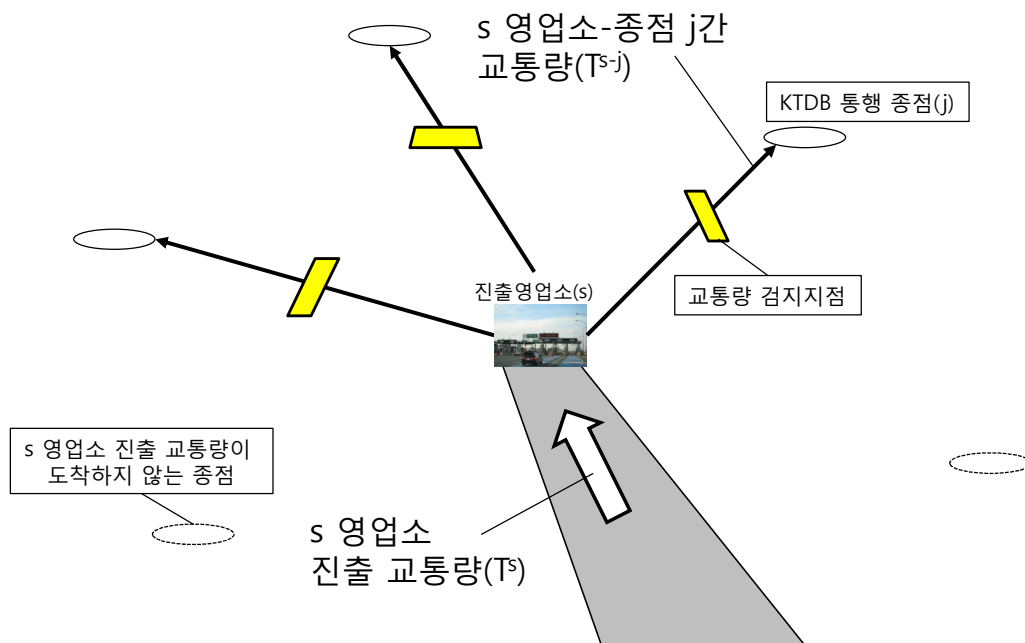 s 영업소-종점 j간
교통량(Tˢ⁻ʲ)
KTDB 통행 종점(j)
교통량 검지지점
진출영업소(s)
s 영업소 진출 교통량이
도착하지 않는 종점
s 영업소
진출 교통량(Tˢ)